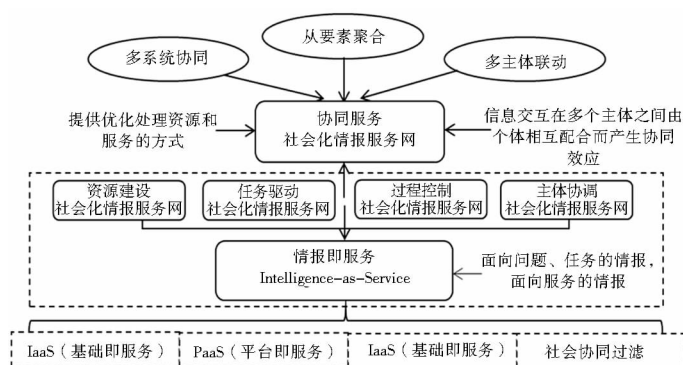 从要素聚合
多系统协同
多主体联动
提供优化处理资源和
服务的方式
协同服务
社会化情报服务网
信息交互在多个主体之间由
个体相互配合而产生协同
效应
资源建设
社会化情报服务网
任务驱动
社会化情报服务网
过程控制
社会化情报服务网
主体协调
社会化情报服务网
情报即服务
Intelligence-as-Service
面向问题、任务的情报，
面向服务的情报
IaaS（基础即服务）
PaaS（平台即服务）
IaaS（基础即服务）
社会协同过滤